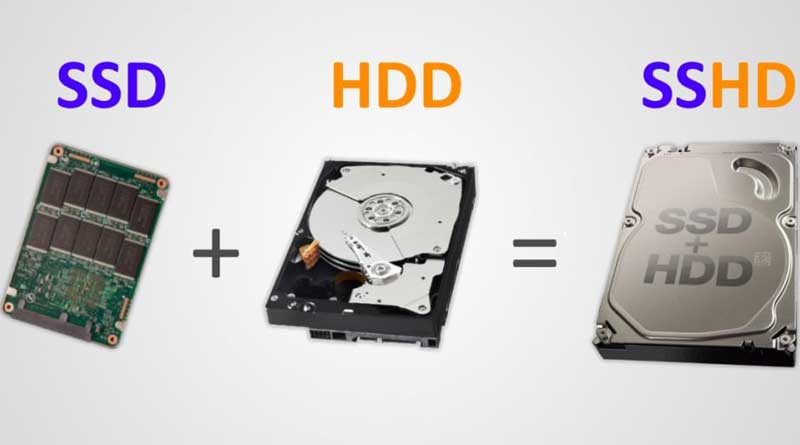 SSD HDD SSHD
+ =
SSD
+
HDD